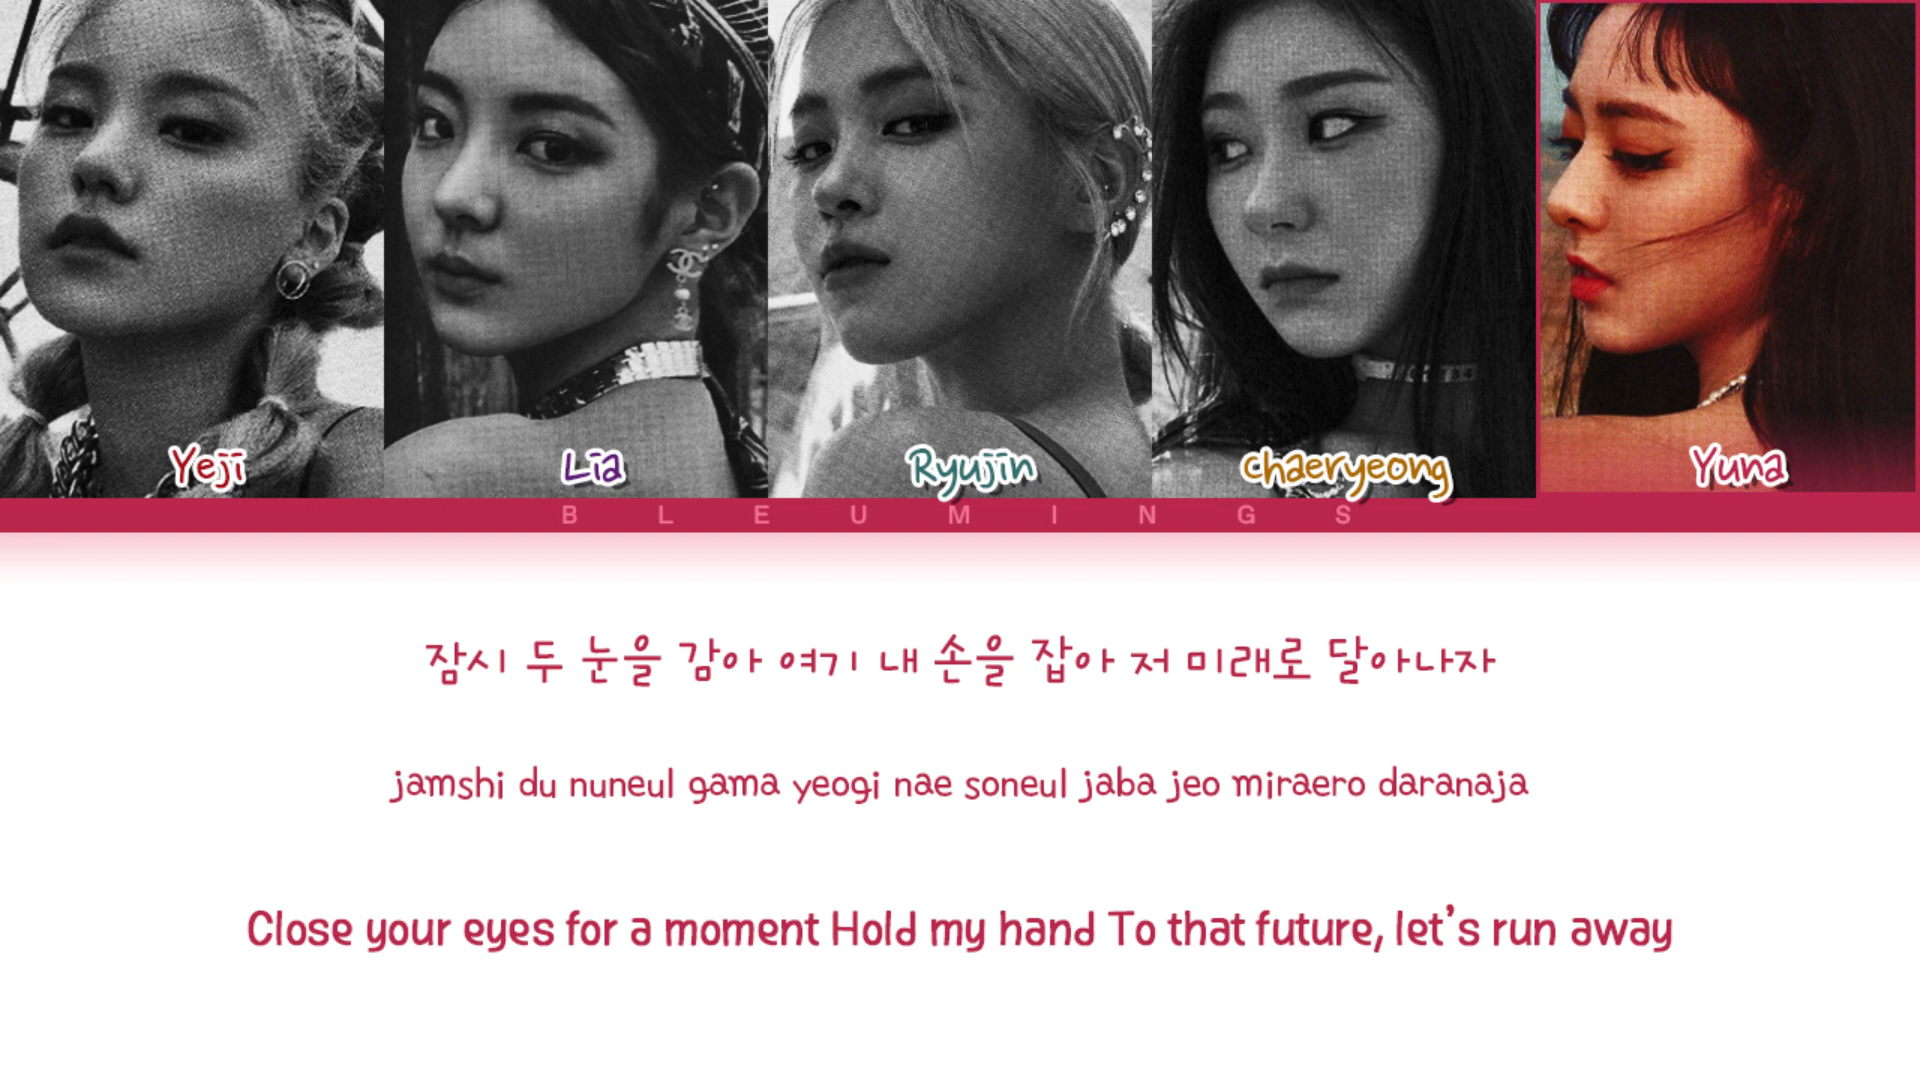 Yeji Lia Ryujin chaeryeong Yuna
BLEUMINGS
잠시 두 눈을 감아 여기 내 손을 잡아 저 미래로 달아나자
jamshi du nuneul gama yeogi nae soneul jaba jeo miraero daranaja
Close your eyes for a moment Hold my hand To that future, let's run away